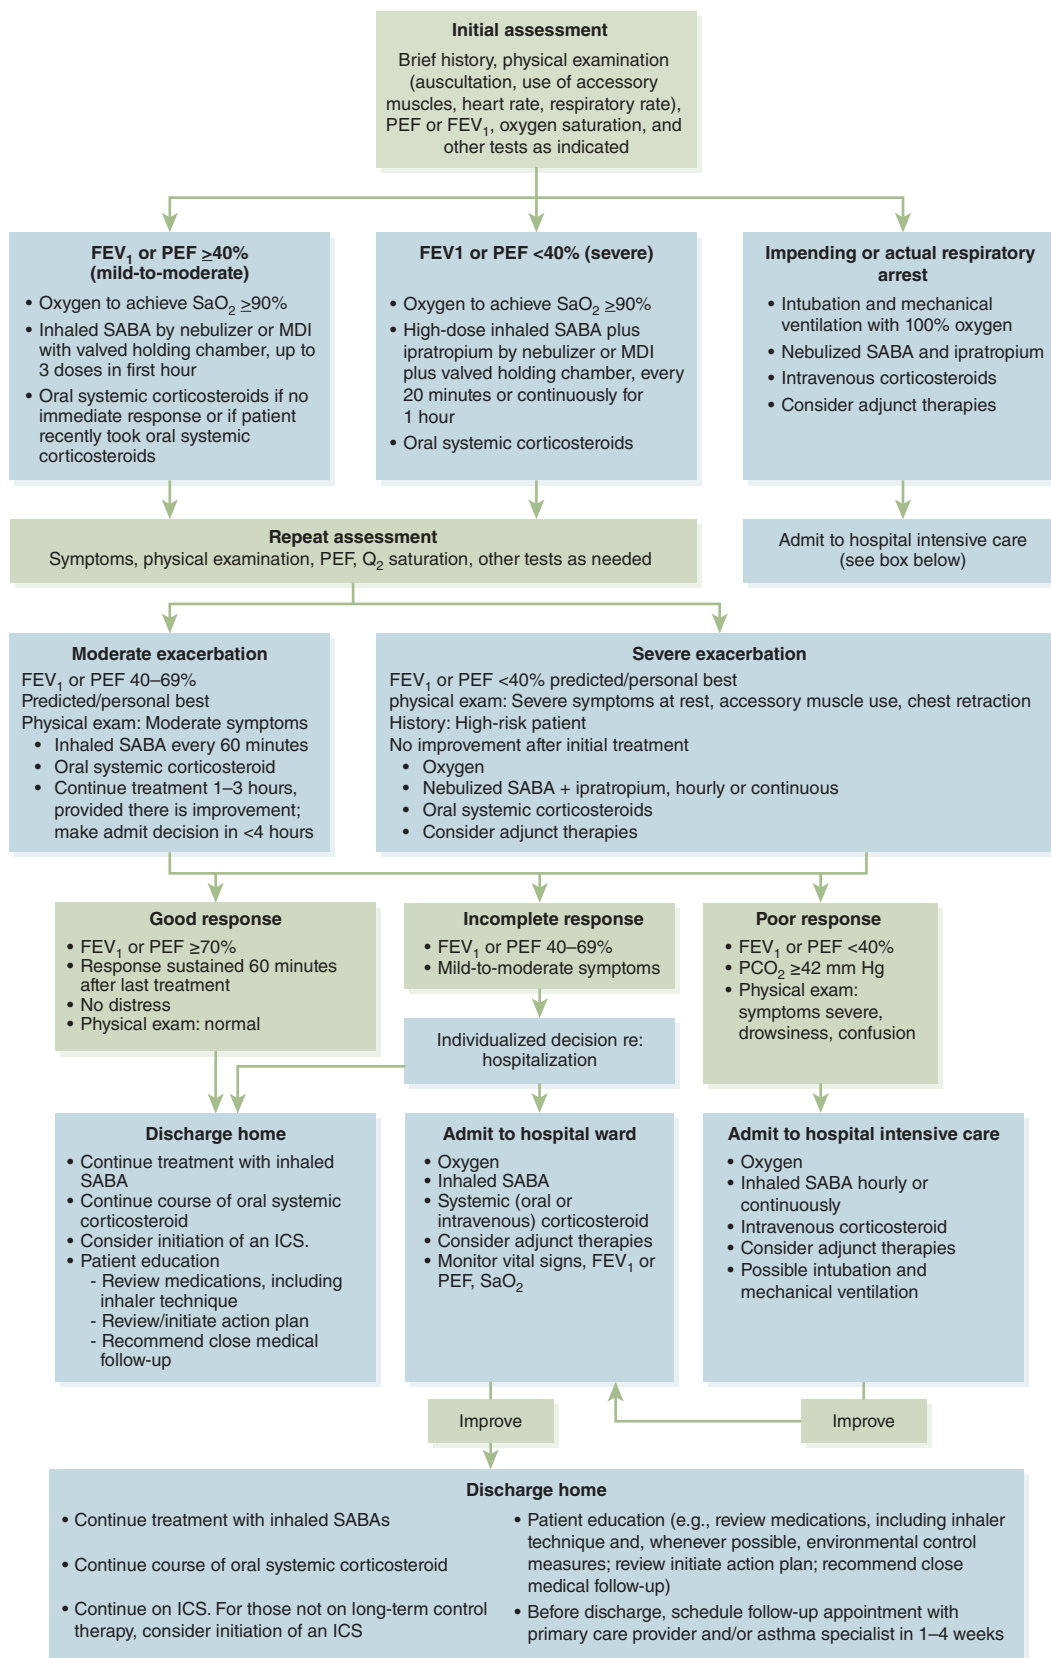 Initial assessment
Brief history, physical examination
(auscultation, use of accessory
muscles, heart rate, respiratory rate),
PEF or FEV1, oxygen saturation, and
other tests as indicated
FEV1 or PEF ≥40%
(mild-to-moderate)
• Oxygen to achieve SaO2 ≥90%
• Inhaled SABA by nebulizer or MDI
with valved holding chamber, up to
3 doses in first hour
• Oral systemic corticosteroids if no
immediate response or if patient
recently took oral systemic
corticosteroids
FEV1 or PEF <40% (severe)
• Oxygen to achieve SaO2 ≥90%
• High-dose inhaled SABA plus
ipratropium by nebulizer or MDI
plus valved holding chamber, every
20 minutes or continuously for
1 hour
• Oral systemic corticosteroids
Impending or actual respiratory
arrest
• Intubation and mechanical
ventilation with 100% oxygen
• Nebulized SABA and ipratropium
• Intravenous corticosteroids
• Consider adjunct therapies
Repeat assessment
Symptoms, physical examination, PEF, Q2 saturation, other tests as needed
Admit to hospital intensive care
(see box below)
Moderate exacerbation
FEV1 or PEF 40–69%
Predicted/personal best
Physical exam: Moderate symptoms
• Inhaled SABA every 60 minutes
• Oral systemic corticosteroid
• Continue treatment 1–3 hours,
provided there is improvement;
make admit decision in <4 hours
Severe exacerbation
FEV1 or PEF <40% predicted/personal best
physical exam: Severe symptoms at rest, accessory muscle use, chest retraction
History: High-risk patient
No improvement after initial treatment
• Oxygen
• Nebulized SABA + ipratropium, hourly or continuous
• Oral systemic corticosteroids
• Consider adjunct therapies
Good response
• FEV1 or PEF ≥70%
• Response sustained 60 minutes
after last treatment
• No distress
• Physical exam: normal
Incomplete response
• FEV1 or PEF 40–69%
• Mild-to-moderate symptoms
Poor response
• FEV1 or PEF <40%
• PCO2 ≥42 mm Hg
• Physical exam:
symptoms severe,
drowsiness, confusion
Individualized decision re:
hospitalization
Discharge home
• Continue treatment with inhaled
SABA
• Continue course of oral systemic
corticosteroid
• Consider initiation of an ICS.
• Patient education
- Review medications, including
inhaler technique
- Review/initiate action plan
- Recommend close medical
follow-up
Admit to hospital ward
• Oxygen
• Inhaled SABA
• Systemic (oral or
intravenous) corticosteroid
• Consider adjunct therapies
• Monitor vital signs, FEV1 or
PEF, SaO2
Admit to hospital intensive care
• Oxygen
• Inhaled SABA hourly or
continuously
• Intravenous corticosteroid
• Consider adjunct therapies
• Possible intubation and
mechanical ventilation
Improve
Improve
Discharge home
• Continue treatment with inhaled SABAs
• Continue course of oral systemic corticosteroid
• Continue on ICS. For those not on long-term control
therapy, consider initiation of an ICS
• Patient education (e.g., review medications, including inhaler
technique and, whenever possible, environmental control
measures; review initiate action plan; recommend close
medical follow-up)
• Before discharge, schedule follow-up appointment with
primary care provider and/or asthma specialist in 1–4 weeks